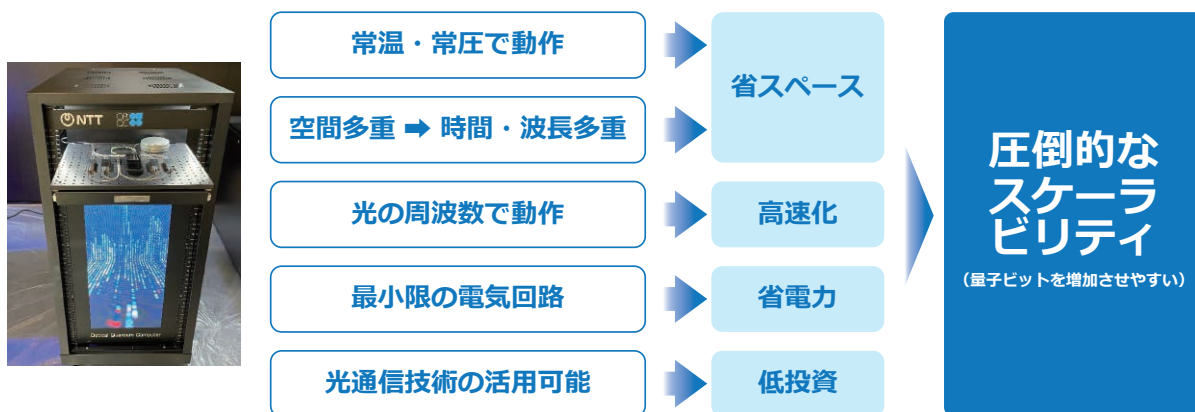 NTT
Optical Quantum Computer
常温・常圧で動作
空間多重 ➡ 時間・波長多重
光の周波数で動作
最小限の電気回路
光通信技術の活用可能
省スペース
高速化
省電力
低投資
圧倒的な
スケーラ
ビリティ
（量子ビットを増加させやすい）